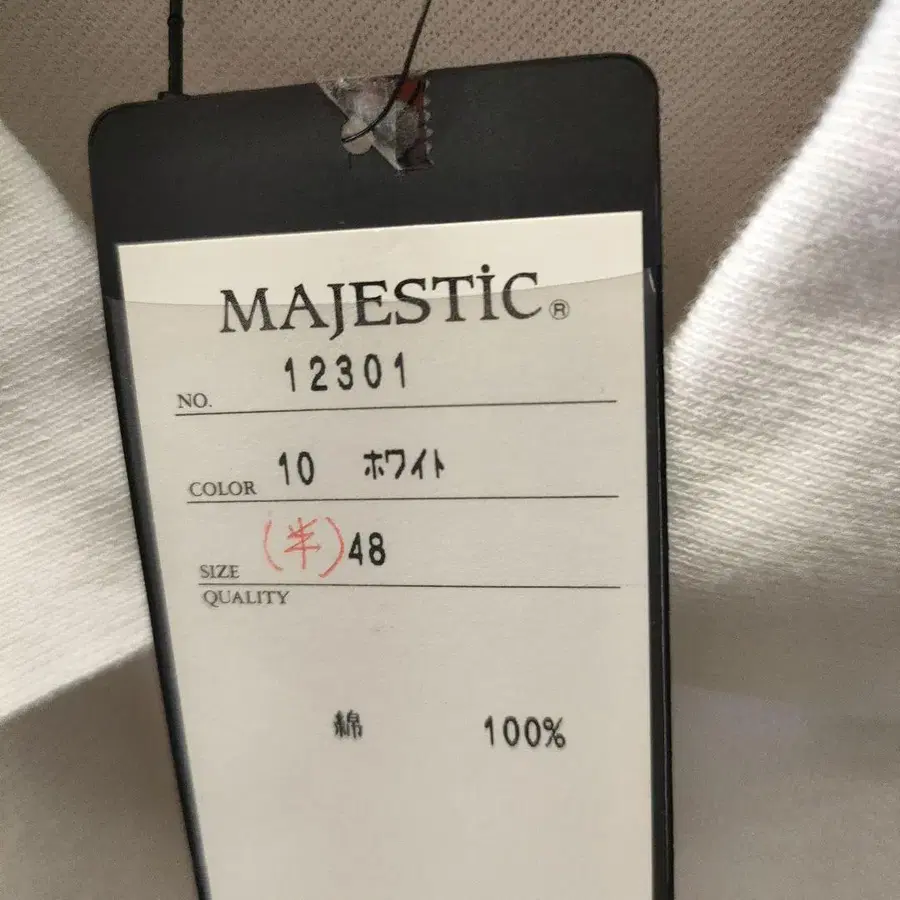 MAJESTiC®
NO. 12301
COLOR 10 ホワイト
SIZE (半)48
QUALITY
綿 100%